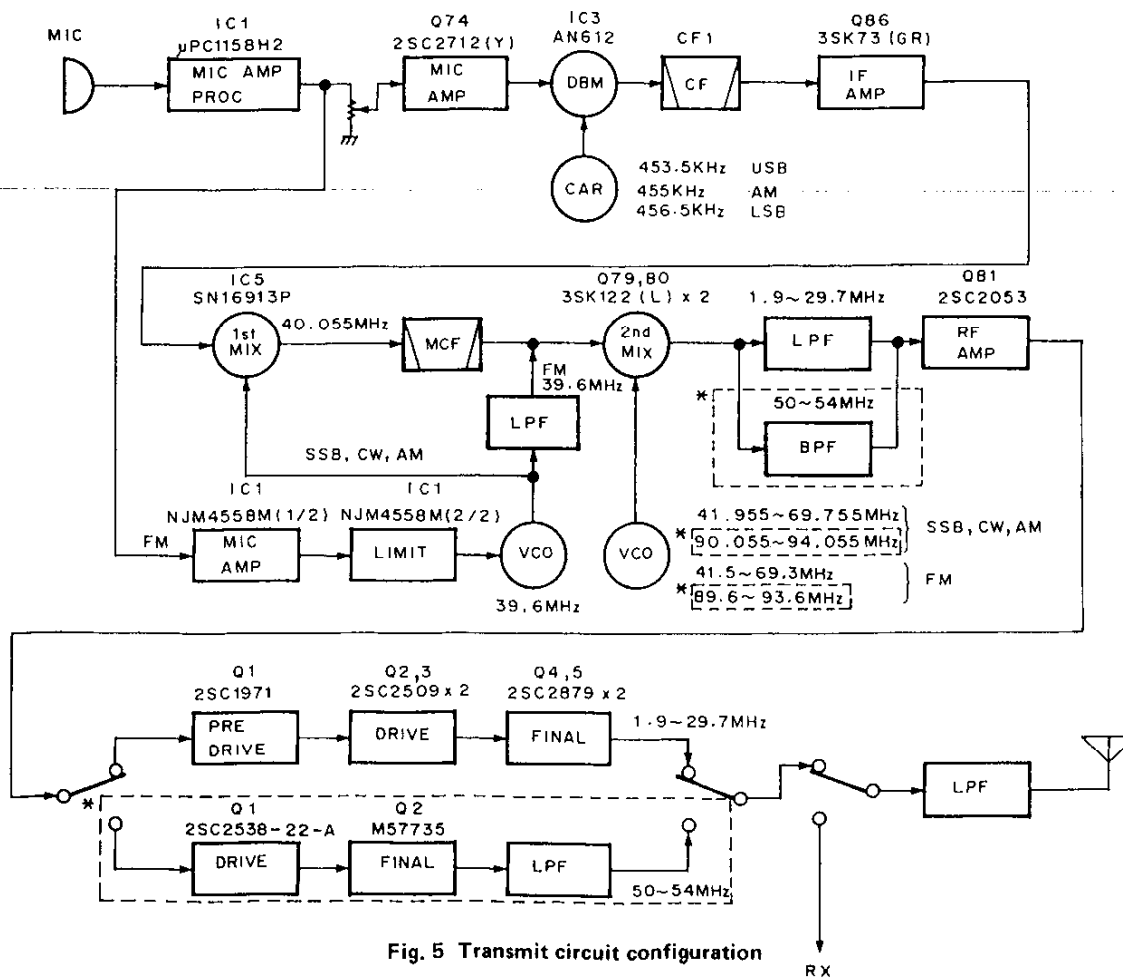 MIC
IC1
μPC1158H2
MIC AMP
PROC
Q74
2SC2712(Y)
MIC
AMP
IC3
AN612
DBM
CF1
CF
Q86
3SK73(GR)
IF
AMP
CAR
453.5KHz USB
455KHz AM
456.5KHz LSB
IC5
SN16913P
1st
MIX
40.055MHz
MCF
Q79,80
3SK122(L)x2
2nd
MIX
1.9~29.7MHz
LPF
Q81
2SC2053
RF
AMP
FM
39.6MHz
LPF
* 50~54MHz
BPF
SSB, CW, AM
IC1
NJM4558M(1/2)
FM
MIC
AMP
IC1
NJM4558M(2/2)
LIMIT
VCO
39.6MHz
VCO
41.955~69.755MHz
* 90.055~94.055MHz
SSB, CW, AM
41.5~69.3MHz
* 89.6~93.6MHz
FM
Q1
2SC1971
PRE
DRIVE
Q2,3
2SC2509x2
DRIVE
Q4,5
2SC2879x2
FINAL
1.9~29.7MHz
LPF
*
Q1
2SC2538-22-A
DRIVE
Q2
M57735
FINAL
LPF
50~54MHz
Fig. 5 Transmit circuit configuration
RX